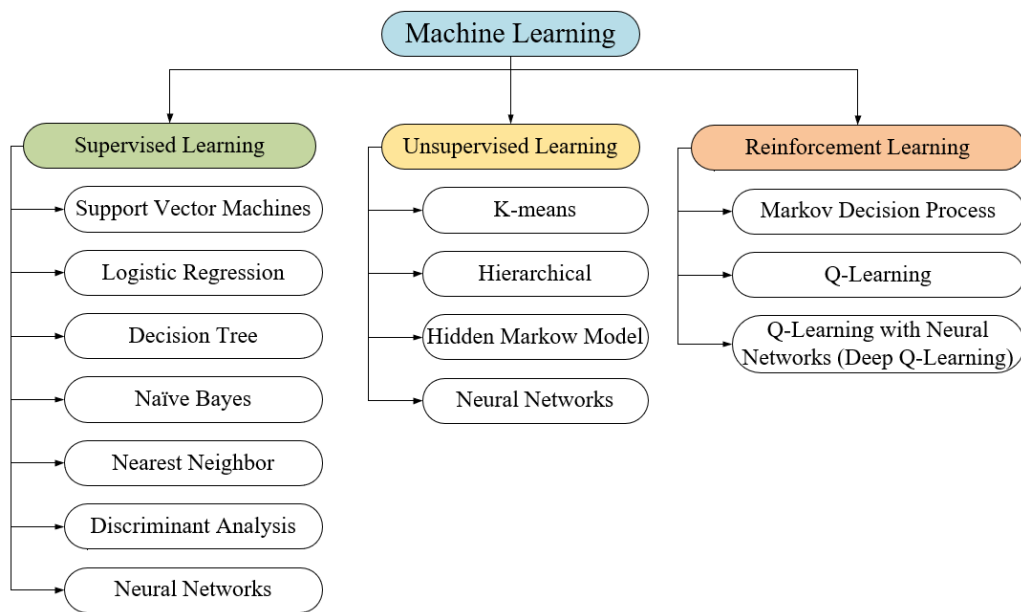 Machine Learning
Supervised Learning
Support Vector Machines
Logistic Regression
Decision Tree
Naïve Bayes
Nearest Neighbor
Discriminant Analysis
Neural Networks
Unsupervised Learning
K-means
Hierarchical
Hidden Markow Model
Neural Networks
Reinforcement Learning
Markov Decision Process
Q-Learning
Q-Learning with Neural
Networks (Deep Q-Learning)